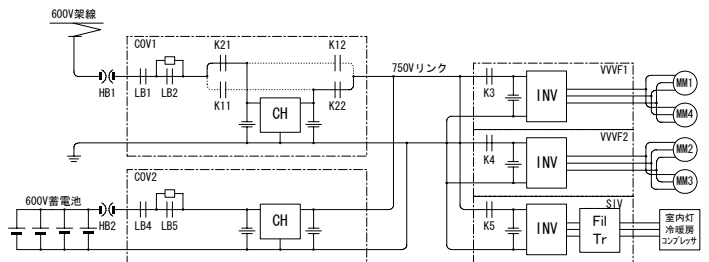 600V架線
COV1
K21
K12
HB1
LB1
LB2
K11
K22
CH
750Vリンク
VVVF1
K3
INV
MM1
MM4
VVVF2
K4
INV
MM2
MM3
COV2
600V蓄電池
HB2
LB4
LB5
CH
SIV
K5
INV
Fil
Tr
室内灯
冷暖房
コンプレッサ